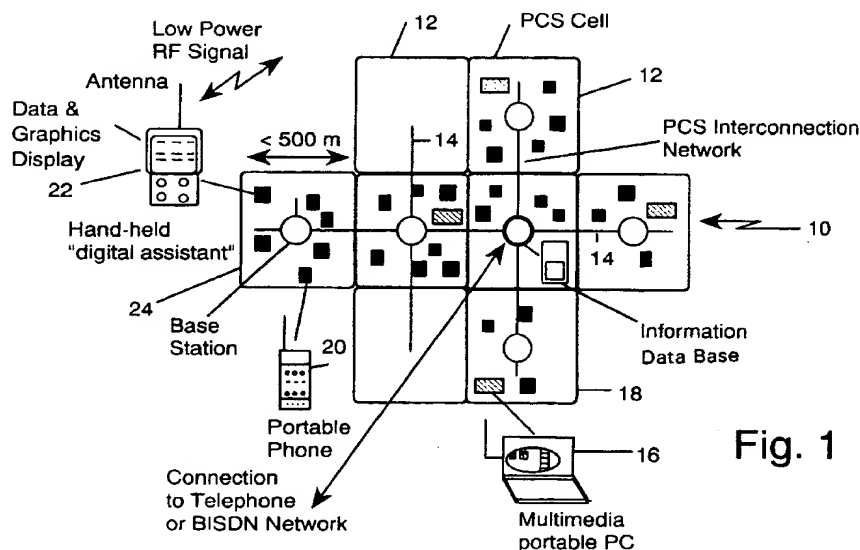 Low Power
RF Signal
Antenna
Data &
Graphics
Display
22
< 500 m
12
PCS Cell
12
14
PCS Interconnection
Network
Hand-held
"digital assistant"
24
Base
Station
20
Portable
Phone
14
10
Information
Data Base
18
16
Connection
to Telephone
or BISDN Network
Multimedia
portable PC
Fig. 1